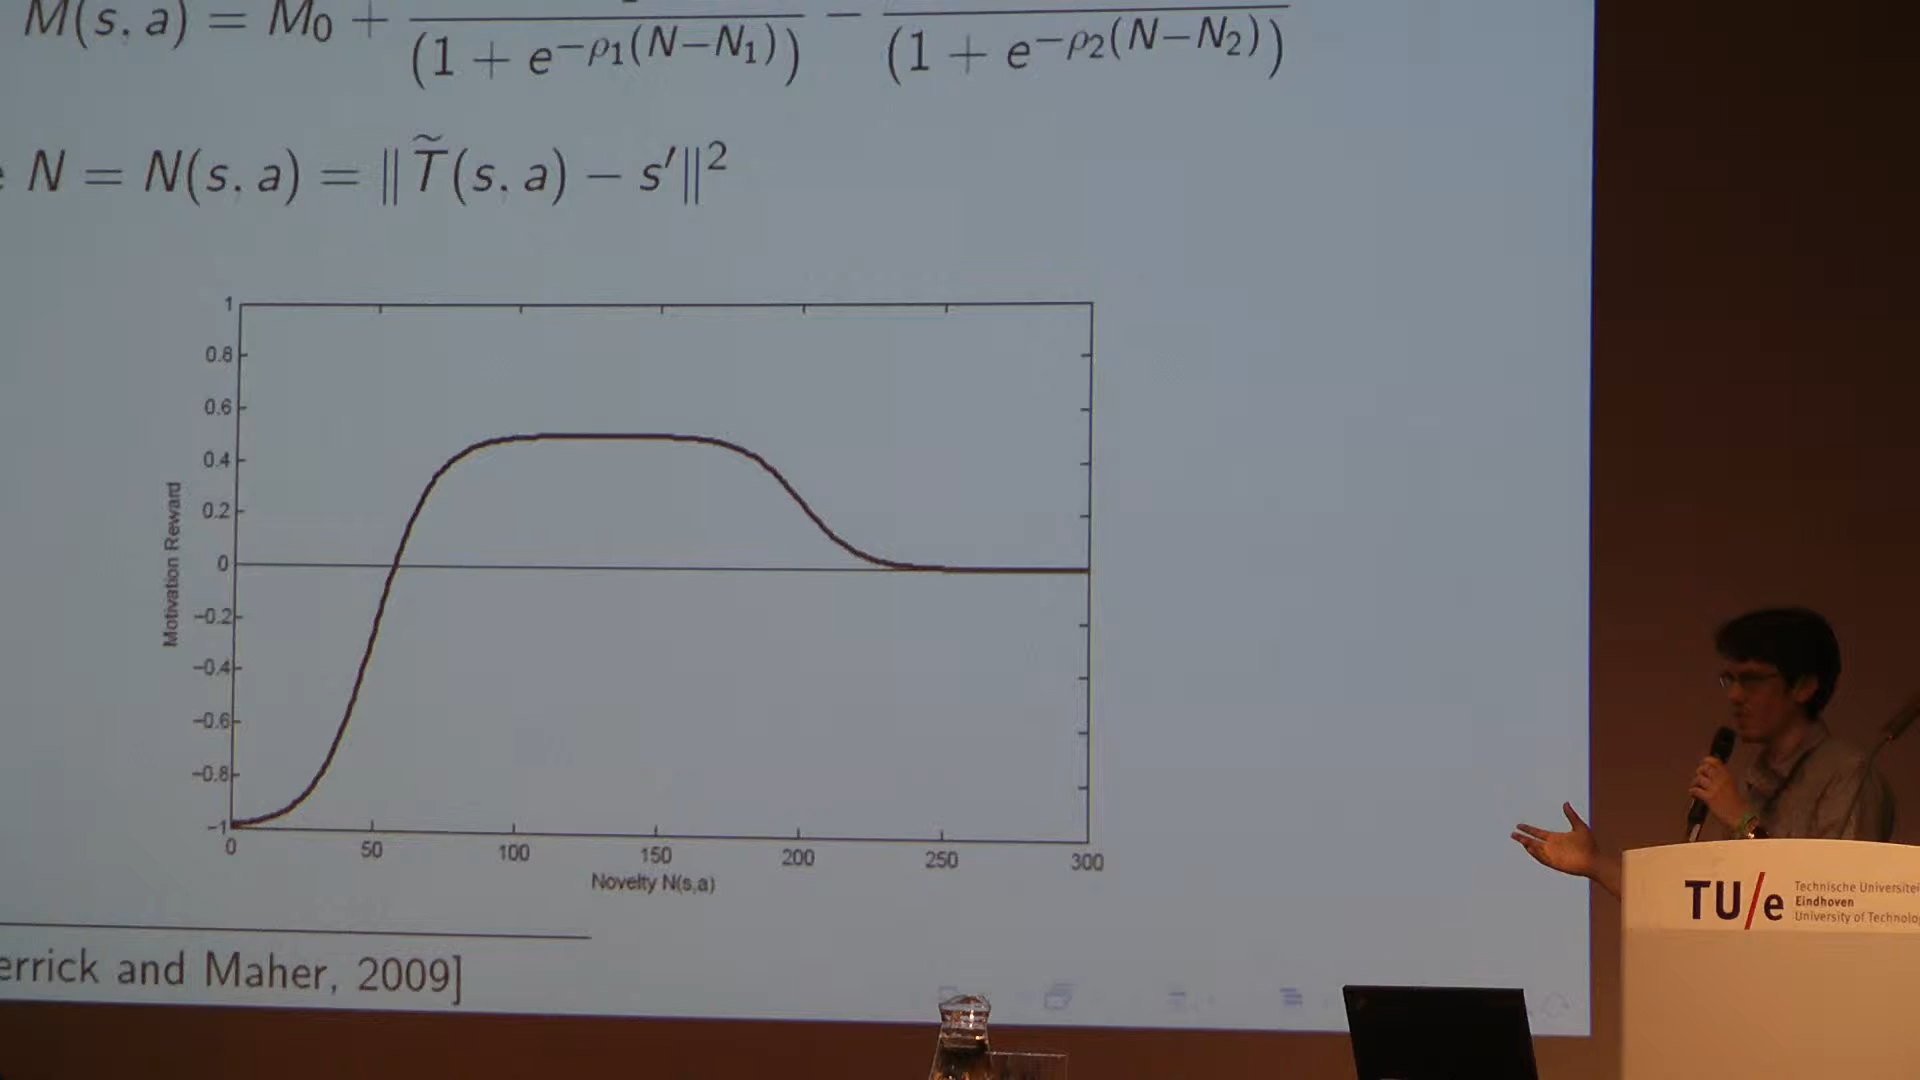 M(s, a) = M₀ + / (1 + e^{−ρ₁(N−N₁)}) − / (1 + e^{−ρ₂(N−N₂)})
N = N(s, a) = ‖T̃(s, a) − s′‖²
1
0.8
0.6
0.4
0.2
0
−0.2
−0.4
−0.6
−0.8
−1
Motivation Reward
0 50 100 150 200 250 300
Novelty N(s,a)
errick and Maher, 2009]
TU/e
Technische Universitei
Eindhoven
University of Technolo